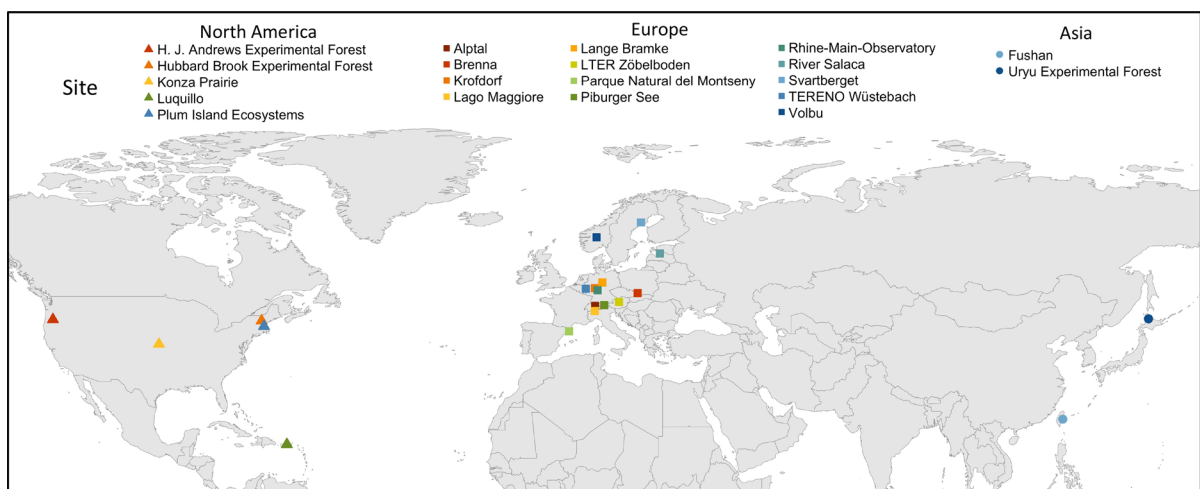 Site
North America
H. J. Andrews Experimental Forest
Hubbard Brook Experimental Forest
Konza Prairie
Luquillo
Plum Island Ecosystems
Europe
Alptal
Brenna
Krofdorf
Lago Maggiore
Lange Bramke
LTER Zöbelboden
Parque Natural del Montseny
Piburger See
Rhine-Main-Observatory
River Salaca
Svartberget
TERENO Wüstebach
Volbu
Asia
Fushan
Uryu Experimental Forest